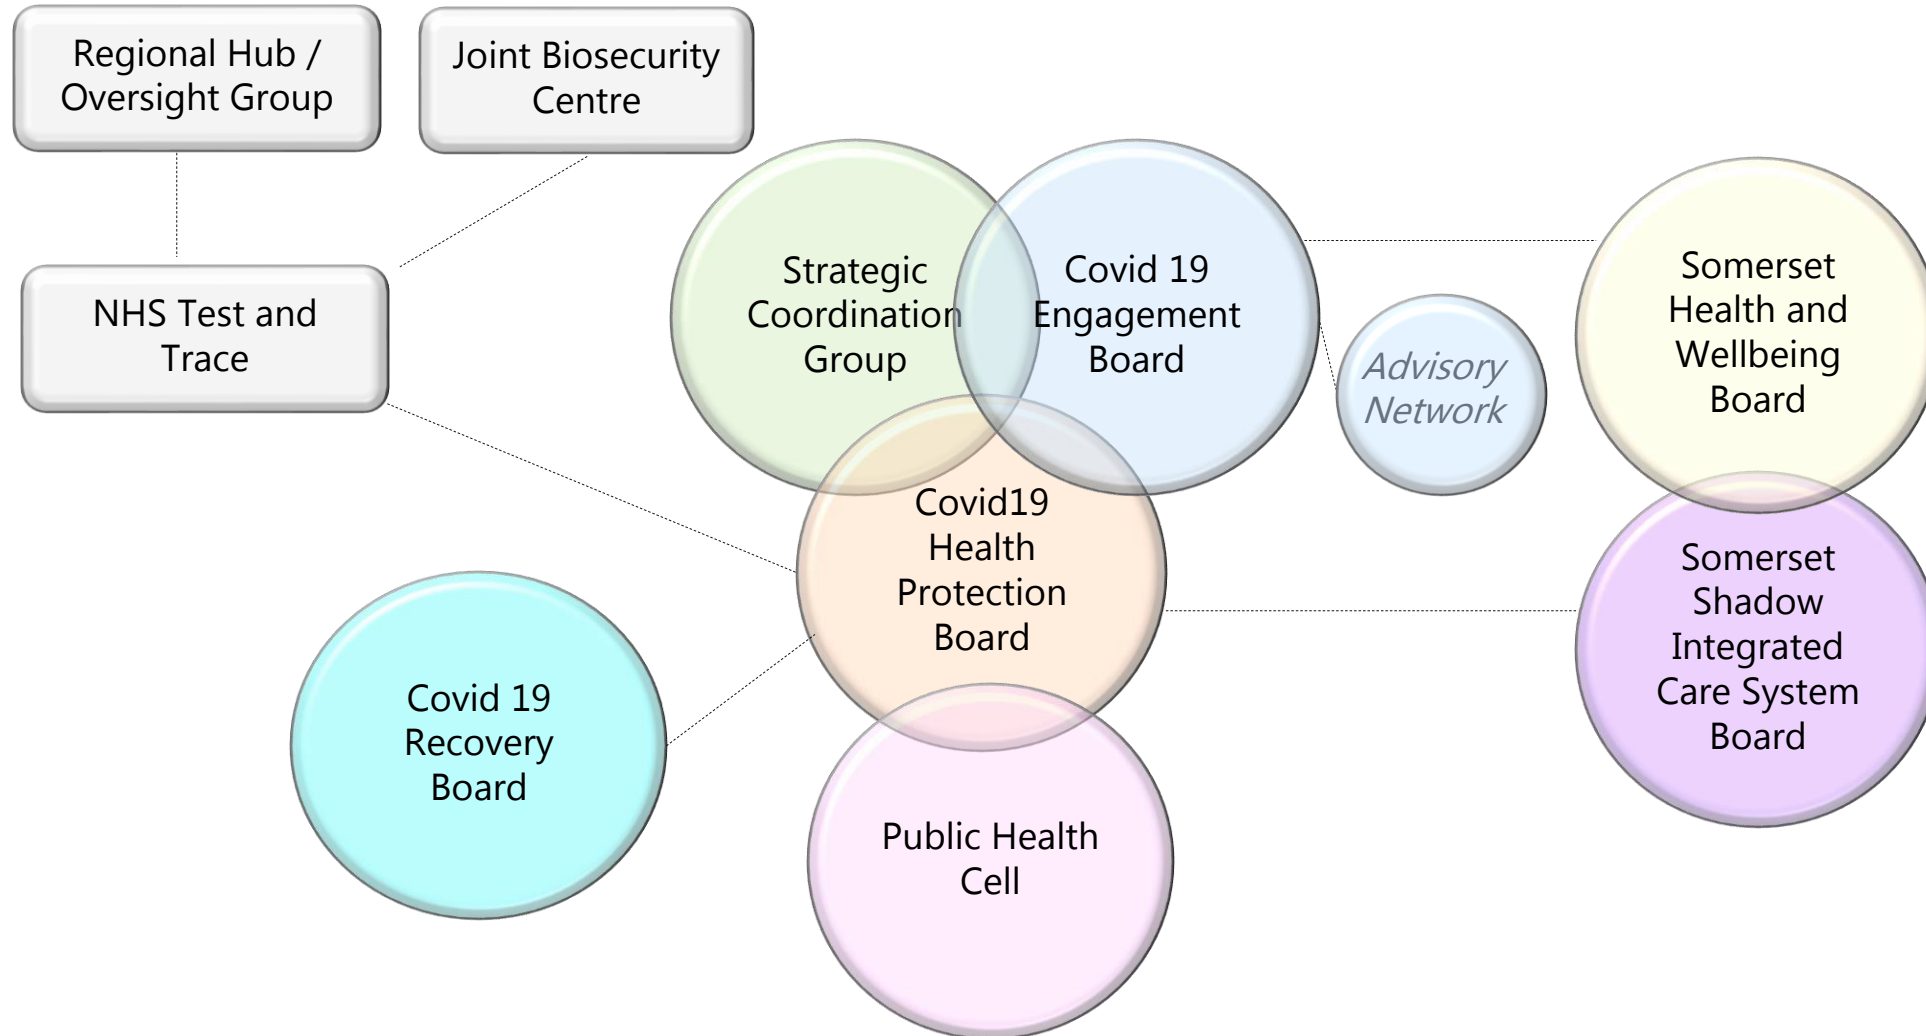 Regional Hub /
Oversight Group
Joint Biosecurity
Centre
NHS Test and
Trace
Strategic
Coordination
Group
Covid 19
Engagement
Board
Advisory
Network
Somerset
Health and
Wellbeing
Board
Covid19
Health
Protection
Board
Somerset
Shadow
Integrated
Care System
Board
Covid 19
Recovery
Board
Public Health
Cell